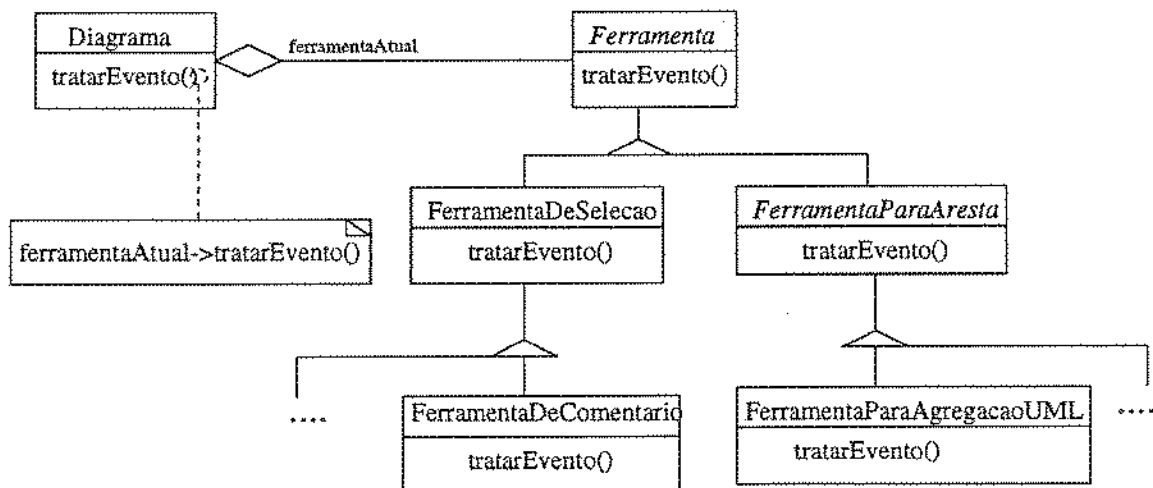 Diagrama
tratarEvento()
ferramentaAtual
Ferramenta
tratarEvento()
ferramentaAtual->tratarEvento()
FerramentaDeSelecao
tratarEvento()
FerramentaParaAresta
tratarEvento()
....
FerramentaDeComentario
tratarEvento()
FerramentaParaAgregacaoUML
tratarEvento()
....